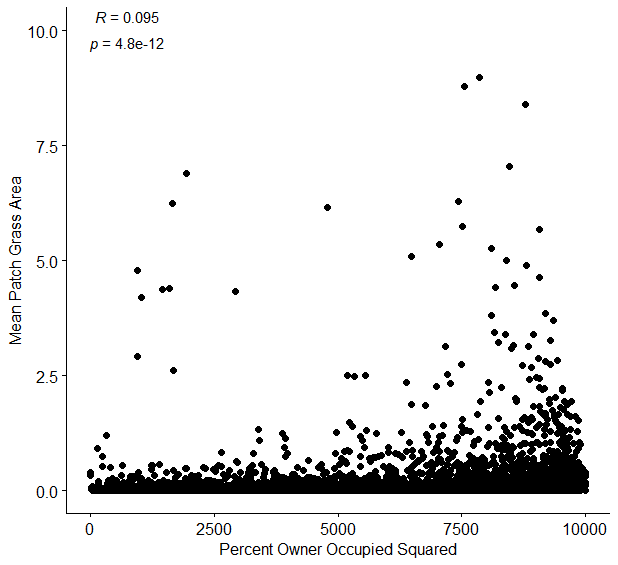 R = 0.095
p = 4.8e-12
10.0
7.5
5.0
2.5
0.0
Mean Patch Grass Area
0 2500 5000 7500 10000
Percent Owner Occupied Squared